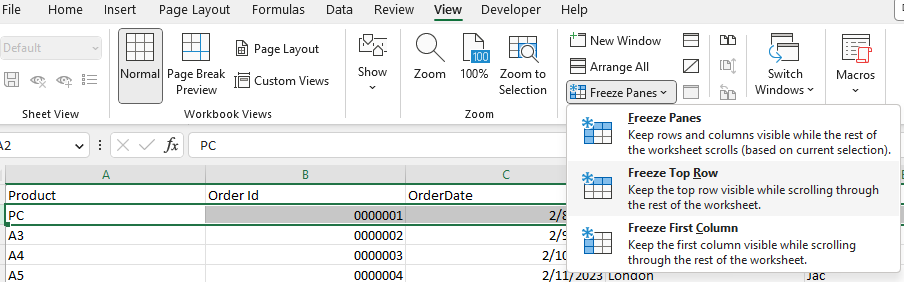 File Home Insert Page Layout Formulas Data Review View Developer Help
Default
Normal
Page Break Preview
Page Layout
Custom Views
Show
Zoom
100
100%
Zoom to Selection
New Window
Arrange All
Freeze Panes
Switch Windows
Macros
Sheet View
Workbook Views
Zoom
Freeze Panes
Keep rows and columns visible while the rest of
the worksheet scrolls (based on current selection).
Freeze Top Row
Keep the top row visible while scrolling through
the rest of the worksheet.
Freeze First Column
Keep the first column visible while scrolling
through the rest of the worksheet.
A2 fx PC
A B C
Product Order Id OrderDate
PC 0000001 2/8
A3 0000002 2/9
A4 0000003 2/10
A5 0000004 2/11/2023 London Jac